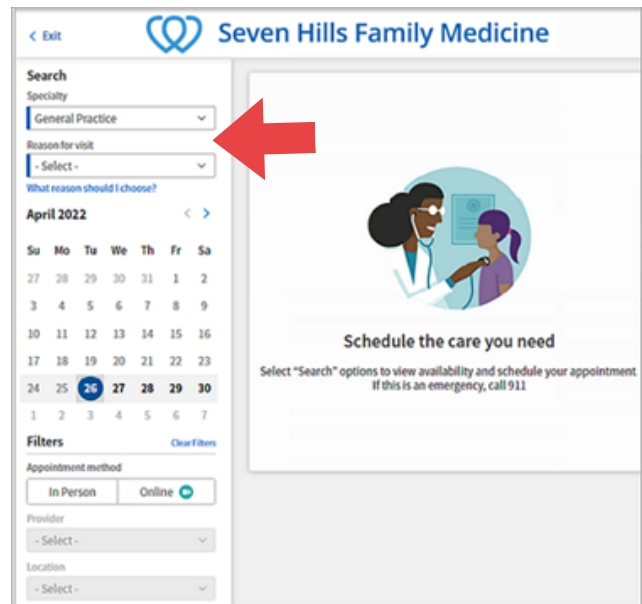 < Exit
Seven Hills Family Medicine
Search
Specialty
General Practice
Reason for visit
- Select -
What reason should I choose?
April 2022 < >
Su Mo Tu We Th Fr Sa
27 28 29 30 31 1 2
3 4 5 6 7 8 9
10 11 12 13 14 15 16
17 18 19 20 21 22 23
24 25 26 27 28 29 30
1 2 3 4 5 6 7
Filters Clear Filters
Appointment method
In Person Online
Provider
- Select -
Location
- Select -
Schedule the care you need
Select "Search" options to view availability and schedule your appointment
If this is an emergency, call 911